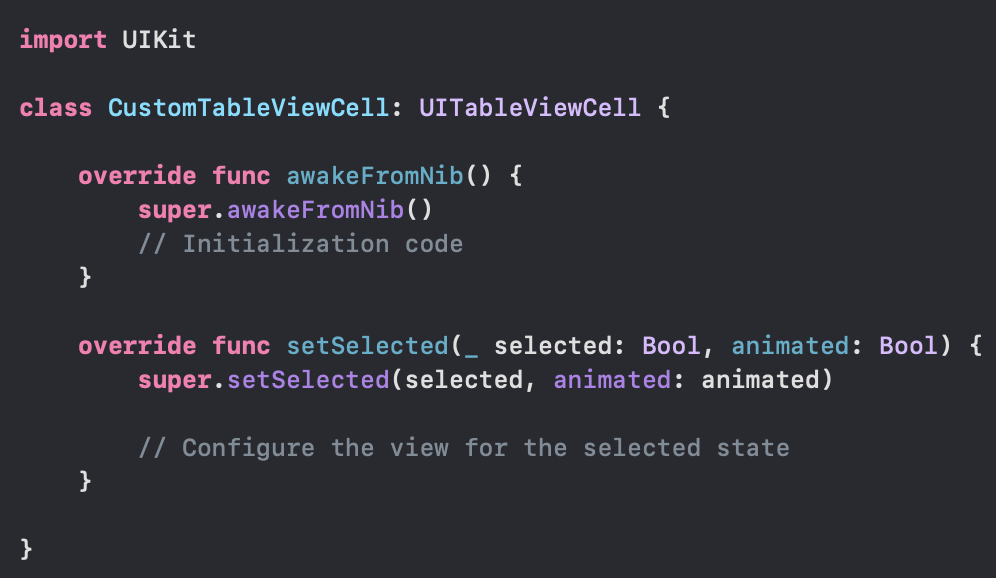 import UIKit
class CustomTableViewCell: UITableViewCell {
override func awakeFromNib() {
super.awakeFromNib()
// Initialization code
}
override func setSelected(_ selected: Bool, animated: Bool) {
super.setSelected(selected, animated: animated)
// Configure the view for the selected state
}
}